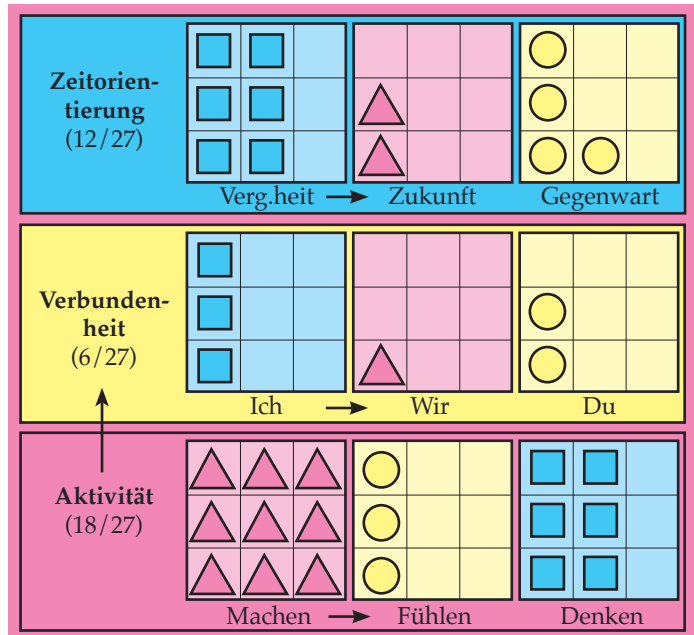 Zeitorien-
tierung
(12/27)
Verg.heit Zukunft Gegenwart
Verbunden-
heit
(6/27)
Ich Wir Du
Aktivität
(18/27)
Machen Fühlen Denken